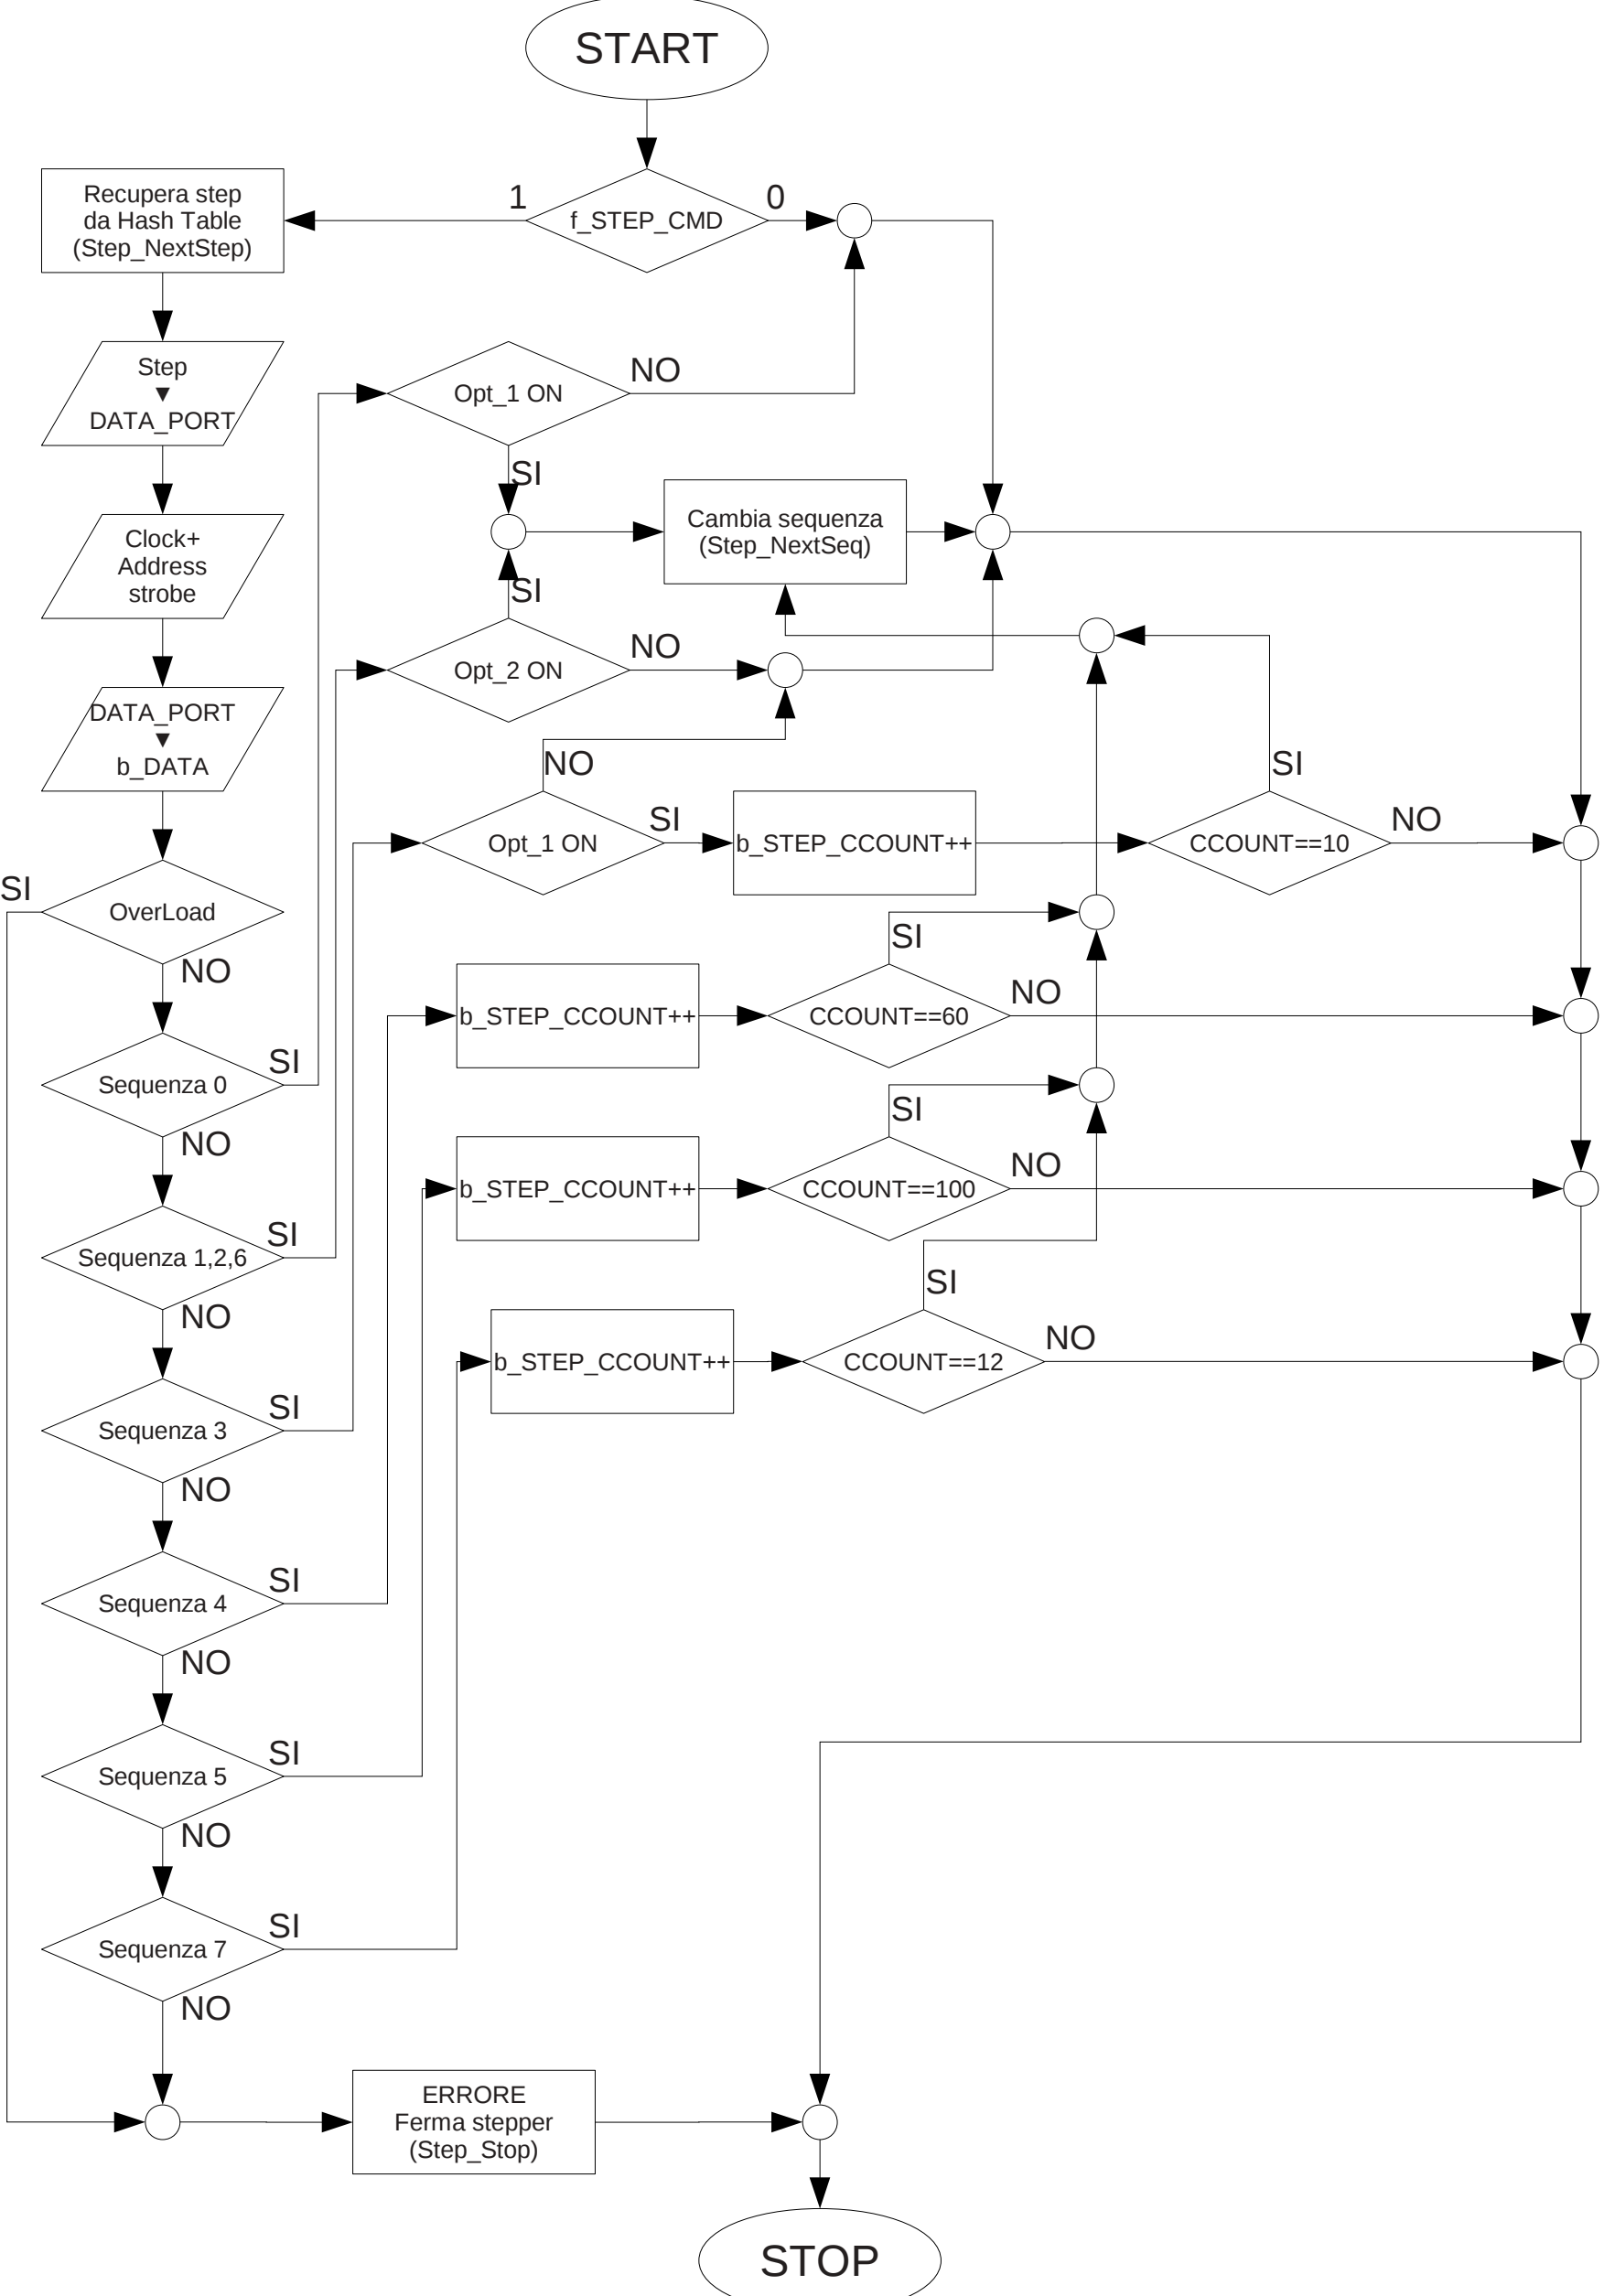 START
1
0
f_STEP_CMD
Recupera step
da Hash Table
(Step_NextStep)
Step
▼
DATA_PORT
Opt_1 ON
NO
SI
Clock+
Address
strobe
Cambia sequenza
(Step_NextSeq)
SI
Opt_2 ON
NO
DATA_PORT
▼
b_DATA
NO
Opt_1 ON
SI
b_STEP_CCOUNT++
SI
CCOUNT==10
NO
SI
OverLoad
NO
SI
b_STEP_CCOUNT++
CCOUNT==60
NO
Sequenza 0
SI
NO
SI
b_STEP_CCOUNT++
CCOUNT==100
NO
Sequenza 1,2,6
SI
NO
SI
b_STEP_CCOUNT++
CCOUNT==12
NO
Sequenza 3
SI
NO
Sequenza 4
SI
NO
Sequenza 5
SI
NO
Sequenza 7
SI
NO
ERRORE
Ferma stepper
(Step_Stop)
STOP